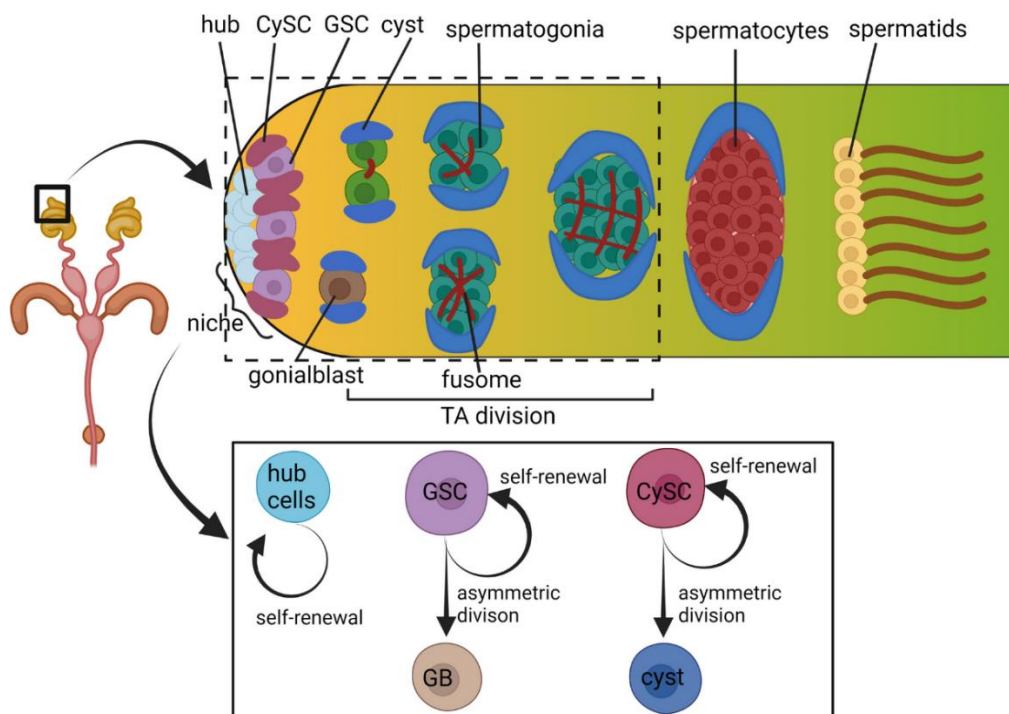 hub CySC GSC cyst
spermatogonia
spermatocytes
spermatids
niche
gonialblast
fusome
TA division
hub
cells
self-renewal
GSC
self-renewal
asymmetric
divison
GB
CySC
self-renewal
asymmetric
division
cyst